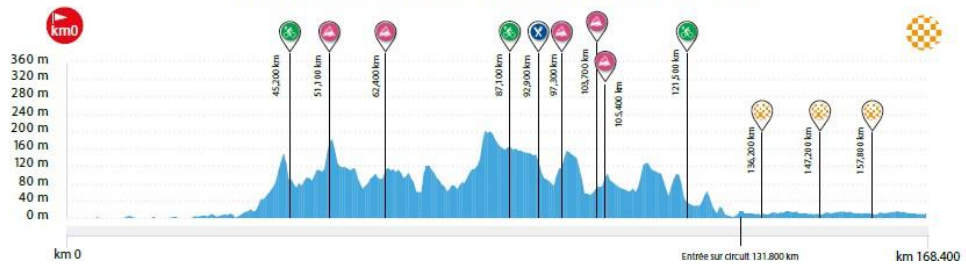 km0
360 m
320 m
280 m
240 m
200 m
160 m
120 m
80 m
40 m
0 m
45,200 km
51,100 km
62,400 km
87,100 km
92,900 km
97,300 km
103,700 km
105,400 km
121,500 km
136,200 km
147,200 km
157,800 km
km 0
Entrée sur circuit 131.800 km
km 168.400